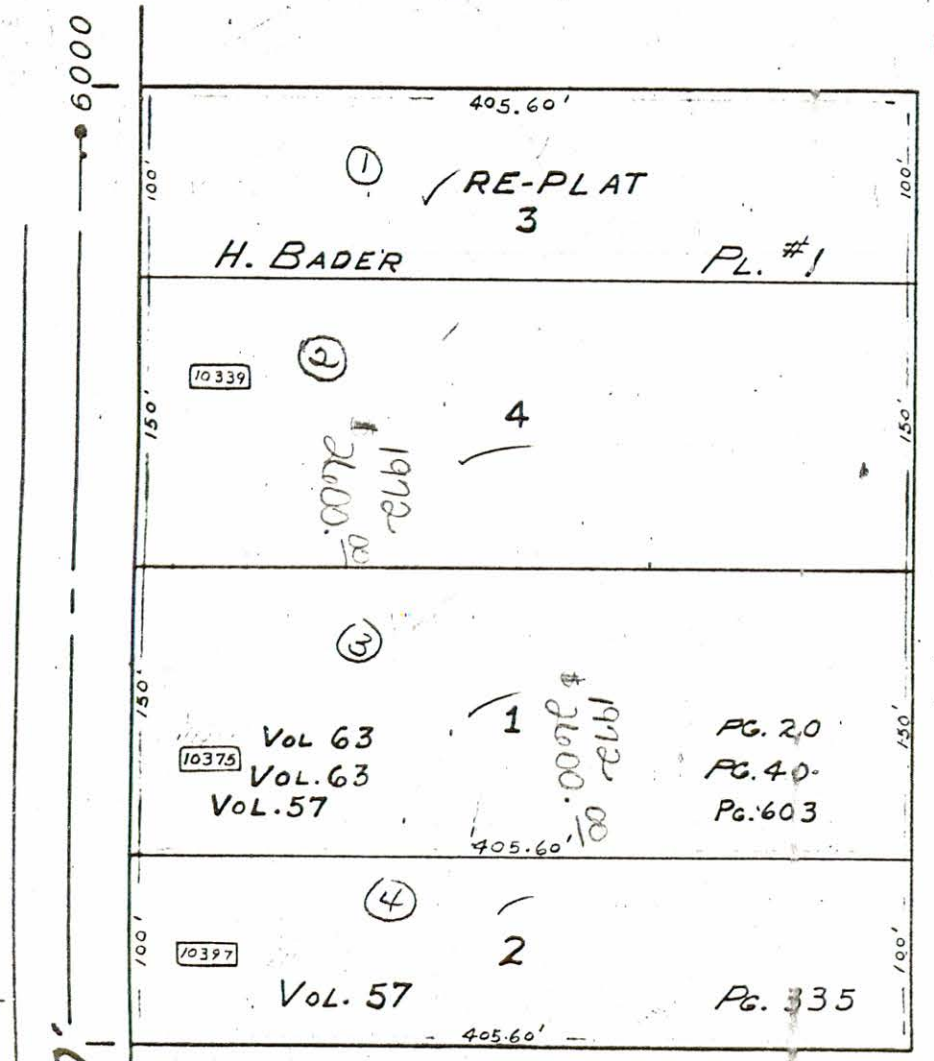 6000
405.60'
100'
①
100'
RE-PLAT
3
H. BADER
PL. #1
②
10339
150'
4
150'
1972
$ 2600.00
③
150'
1
1972
$ 2600.00
150'
VOL 63
PG. 20
10375
VOL. 63
PG. 40
VOL. 57
PG. 603
405.60'
④
100'
10397
2
100'
VOL. 57
PG. 335
405.60'